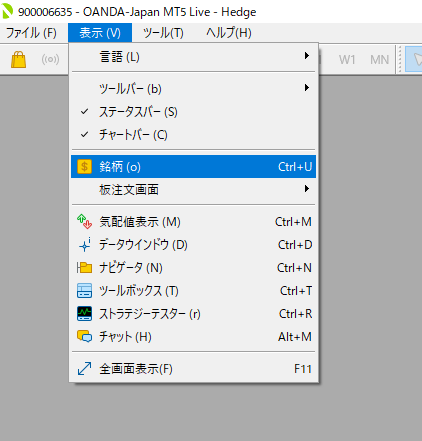 900006635 - OANDA-Japan MT5 Live - Hedge
ファイル (F) 表示 (V) ツール(T) ヘルプ(H)
W1 MN
言語 (L)
ツールバー (b)
ステータスバー (S)
チャートバー (C)
銘柄 (o) Ctrl+U
板注文画面
気配値表示 (M) Ctrl+M
データウインドウ (D) Ctrl+D
ナビゲータ (N) Ctrl+N
ツールボックス (T) Ctrl+T
ストラテジーテスター (r) Ctrl+R
チャット (H) Alt+M
全画面表示(F) F11